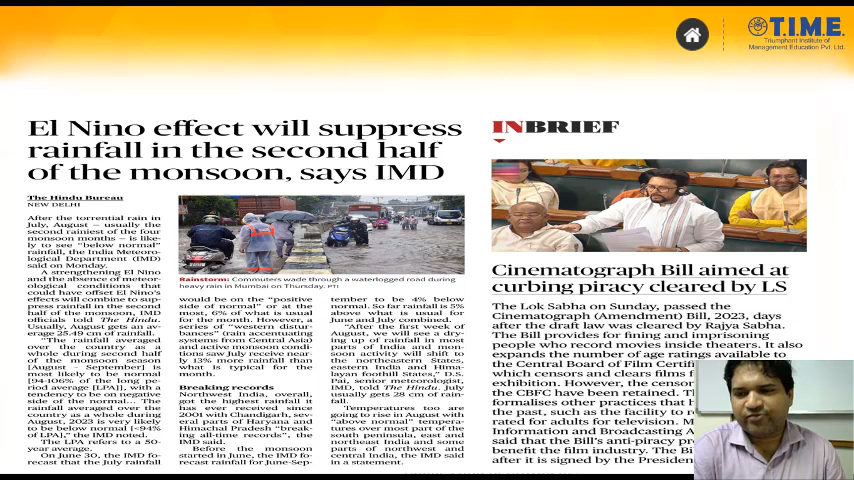 T.I.M.E.
Triumphant Institute of
Management Education Pvt. Ltd.
El Nino effect will suppress
rainfall in the second half
of the monsoon, says IMD
The Hindu Bureau
NEW DELHI
After the torrential rain in
July, August – usually the
second rainiest of the four
monsoon months – is like-
ly to see "below normal"
rainfall, the India Meteoro-
logical Department (IMD)
said on Monday.
A strengthening El Nino
and the absence of meteor-
ological conditions that
could have offset El Nino's
effects will combine to sup-
press rainfall in the second
half of the monsoon, IMD
officials told The Hindu.
Usually, August gets an av-
erage 25.49 cm of rainfall.
"The rainfall averaged
over the country as a
whole during second half
of the monsoon season
[August - September] is
most likely to be normal
[94-106% of the long pe-
riod average [LPA]], with a
tendency to be on negative
side of the normal... The
rainfall averaged over the
country as a whole during
August, 2023 is very likely
to be below normal (<94%
of LPA)," the IMD noted.
The LPA refers to a 50-
year average.
On June 30, the IMD fo-
recast that the July rainfall
Rainstorm: Commuters wade through a waterlogged road during
heavy rain in Mumbai on Thursday. PTI
would be on the "positive
side of normal" or at the
most, 6% of what is usual
for the month. However, a
series of "western distur-
bances" (rain accentuating
systems from Central Asia)
and active monsoon condi-
tions saw July receive near-
ly 13% more rainfall than
what is typical for the
month.
Breaking records
Northwest India, overall,
got the highest rainfall it
has ever received since
2001 with Chandigarh, sev-
eral parts of Haryana and
Himachal Pradesh "break-
ing all-time records", the
IMD said.
Before the monsoon
started in June, the IMD fo-
recast rainfall for June-Sep-
tember to be 4% below
normal. So far rainfall is 5%
above what is usual for
June and July combined.
"After the first week of
August, we will see a dry-
ing up of rainfall in most
parts of India and mon-
soon activity will shift to
the northeastern States,
eastern India and Hima-
layan foothill States," D.S.
Pai, senior meteorologist,
IMD, told The Hindu. July
usually gets 28 cm of rain-
fall.
Temperatures too are
going to rise in August with
"above normal" tempera-
tures over most part of the
south peninsula, east and
northeast India and some
parts of northwest and
central India, the IMD said
in a statement.
INBRIEF
Cinematograph Bill aimed at
curbing piracy cleared by LS
The Lok Sabha on Sunday, passed the
Cinematograph (Amendment) Bill, 2023, days
after the draft law was cleared by Rajya Sabha.
The Bill provides for fining and imprisoning
people who record movies inside theaters. It also
expands the number of age ratings available to
the Central Board of Film Certif
which censors and clears films f
exhibition. However, the censor
the CBFC have been retained. T
formalises other practices that h
the past, such as the facility to r
rated for adults for television. M
Information and Broadcasting A
said that the Bill's anti-piracy pr
benefit the film industry. The Bi
after it is signed by the Presiden